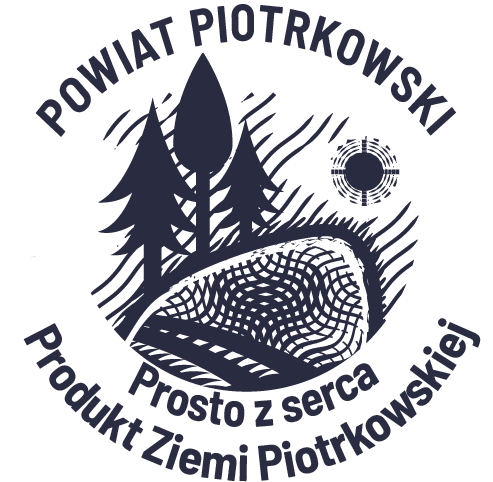 POWIAT PIOTRKOWSKI
Prosto z serca
Produkt Ziemi Piotrkowskiej